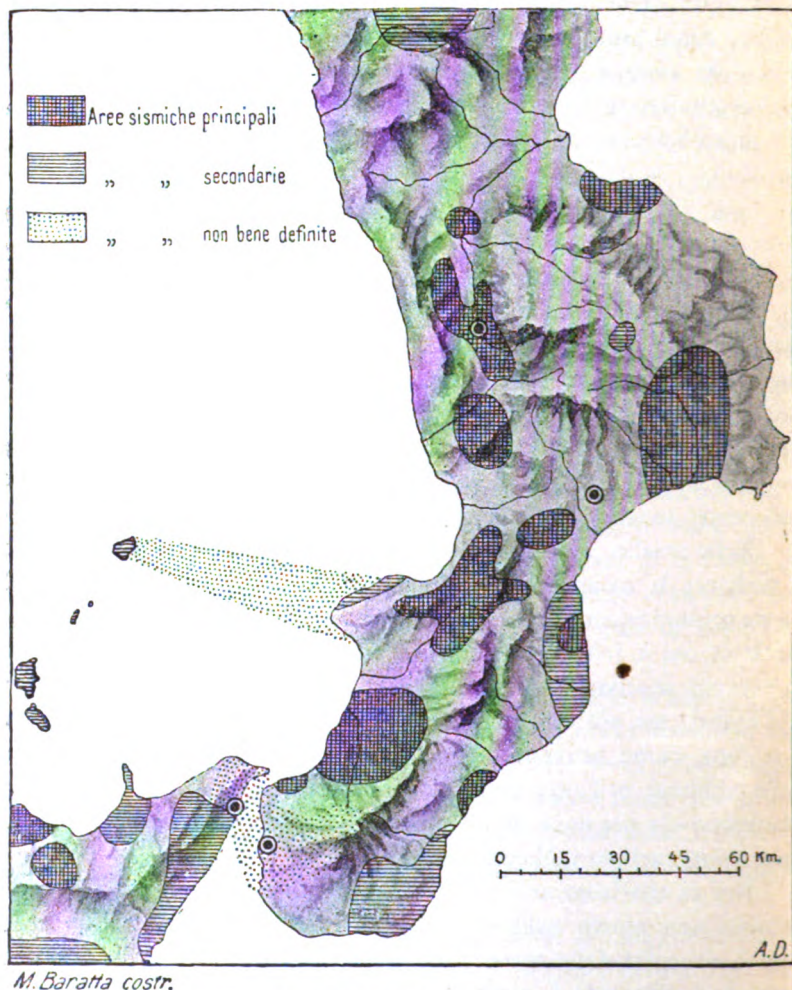 Aree sismiche principali
„ „ secondarie
„ „ non bene definite
0 15 30 45 60 Km.
A.D.
M. Baratta costr.